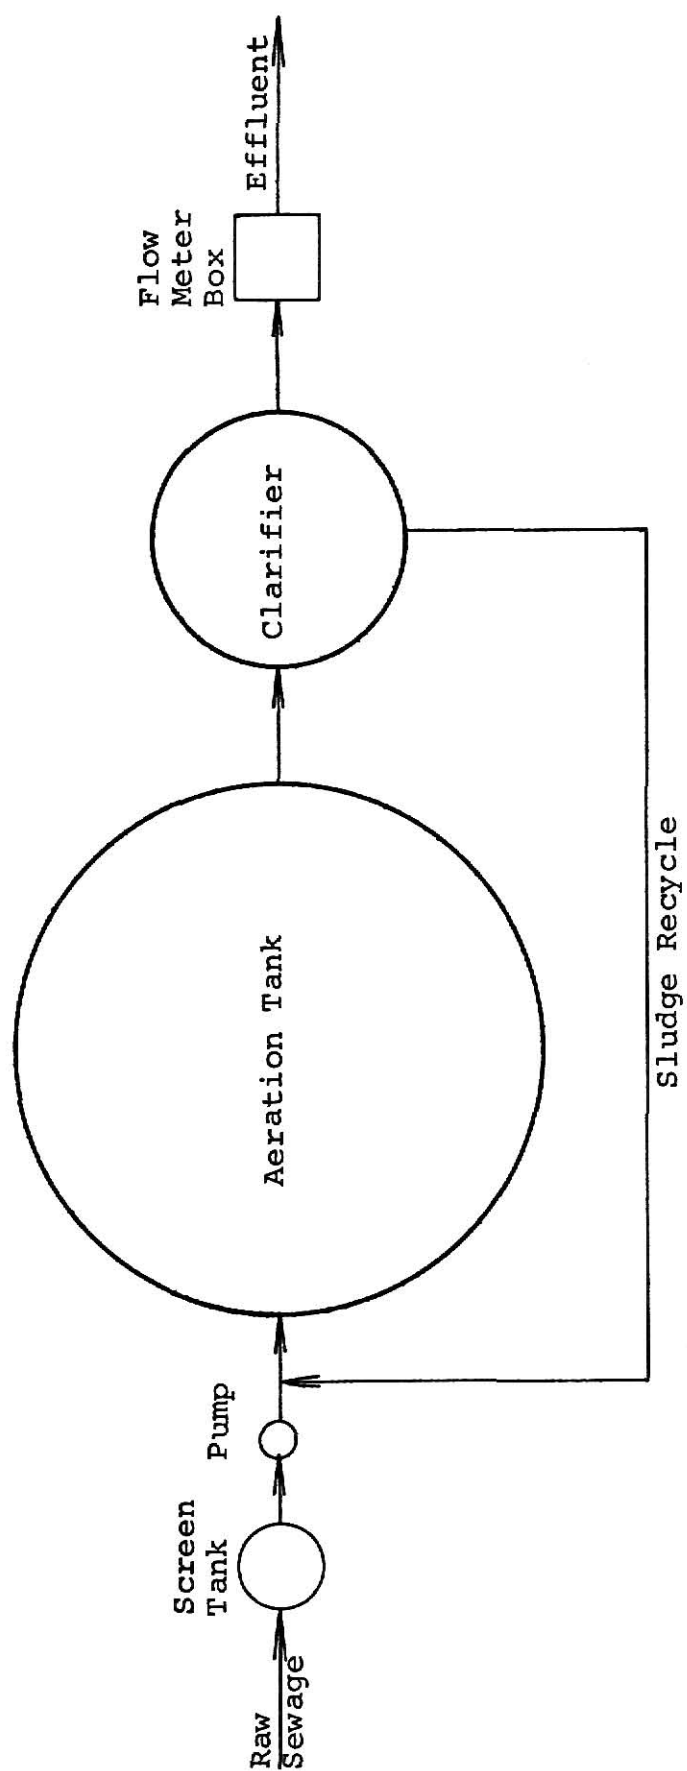 Raw
Sewage
Screen
Tank
Pump
Aeration Tank
Sludge Recycle
Clarifier
Flow
Meter
Box
Effluent